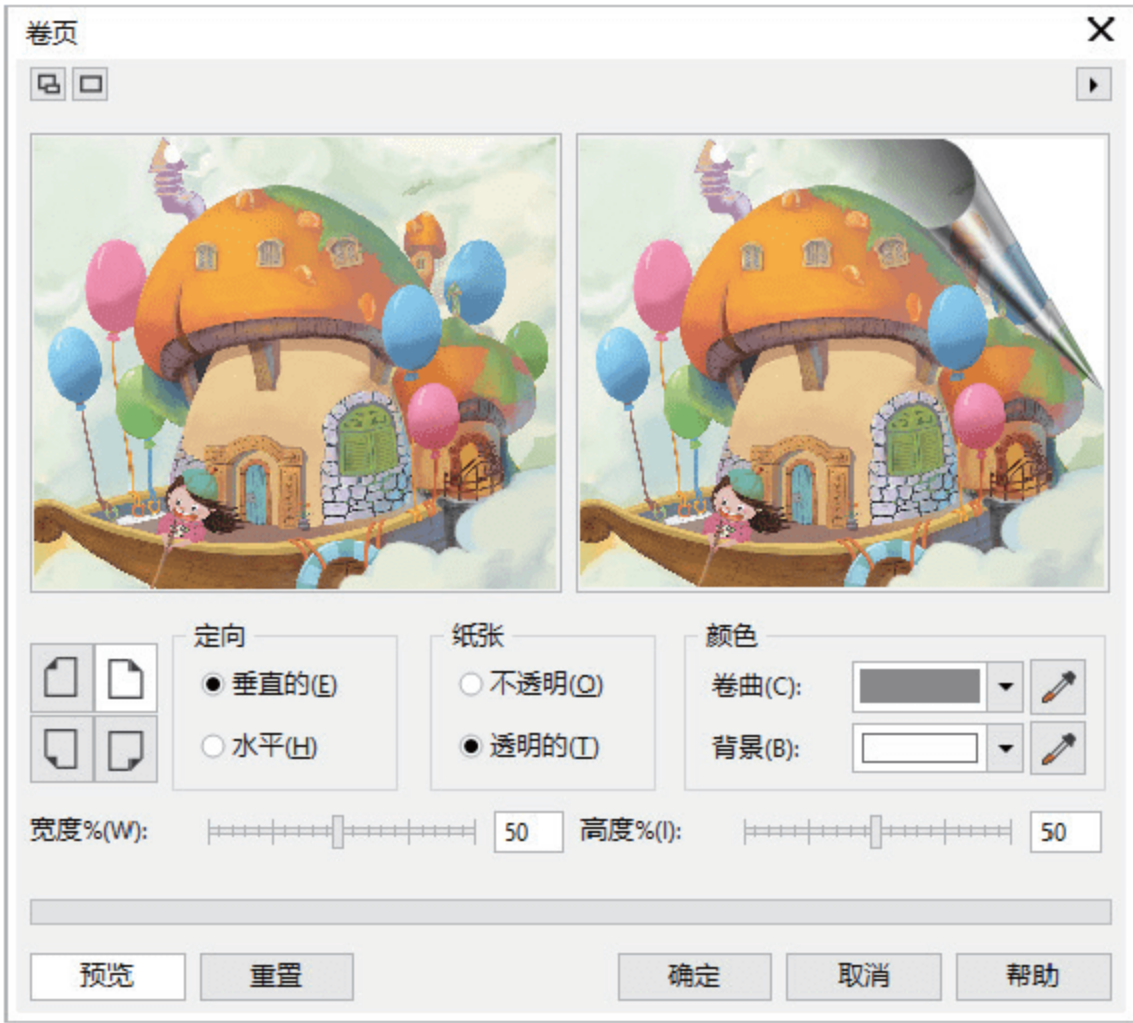 卷页
定向
纸张
颜色
垂直的(E)
不透明(O)
卷曲(C):
水平(H)
透明的(T)
背景(B):
宽度%(W):
50
高度%(I):
50
预览
重置
确定
取消
帮助